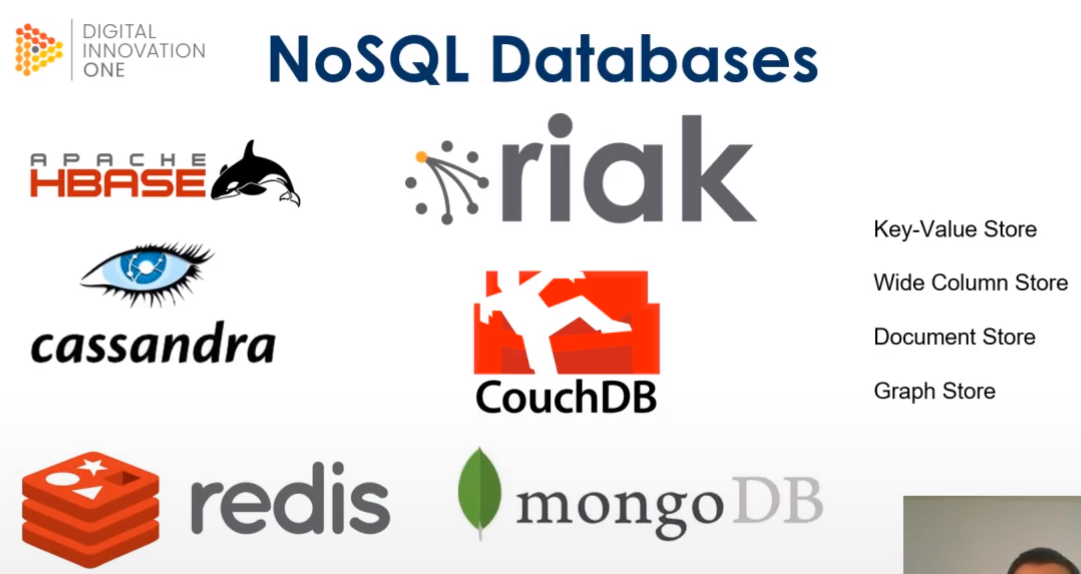 DIGITAL
INNOVATION
ONE
NoSQL Databases
APACHE
HBASE
riak
cassandra
CouchDB
redis
mongoDB
Key-Value Store
Wide Column Store
Document Store
Graph Store